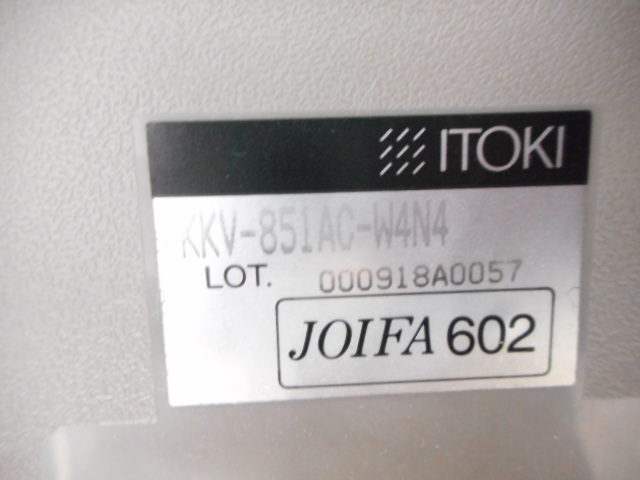 ITOKI
KKV-851AC-W4N4
LOT. 000918A0057
JOIFA 602